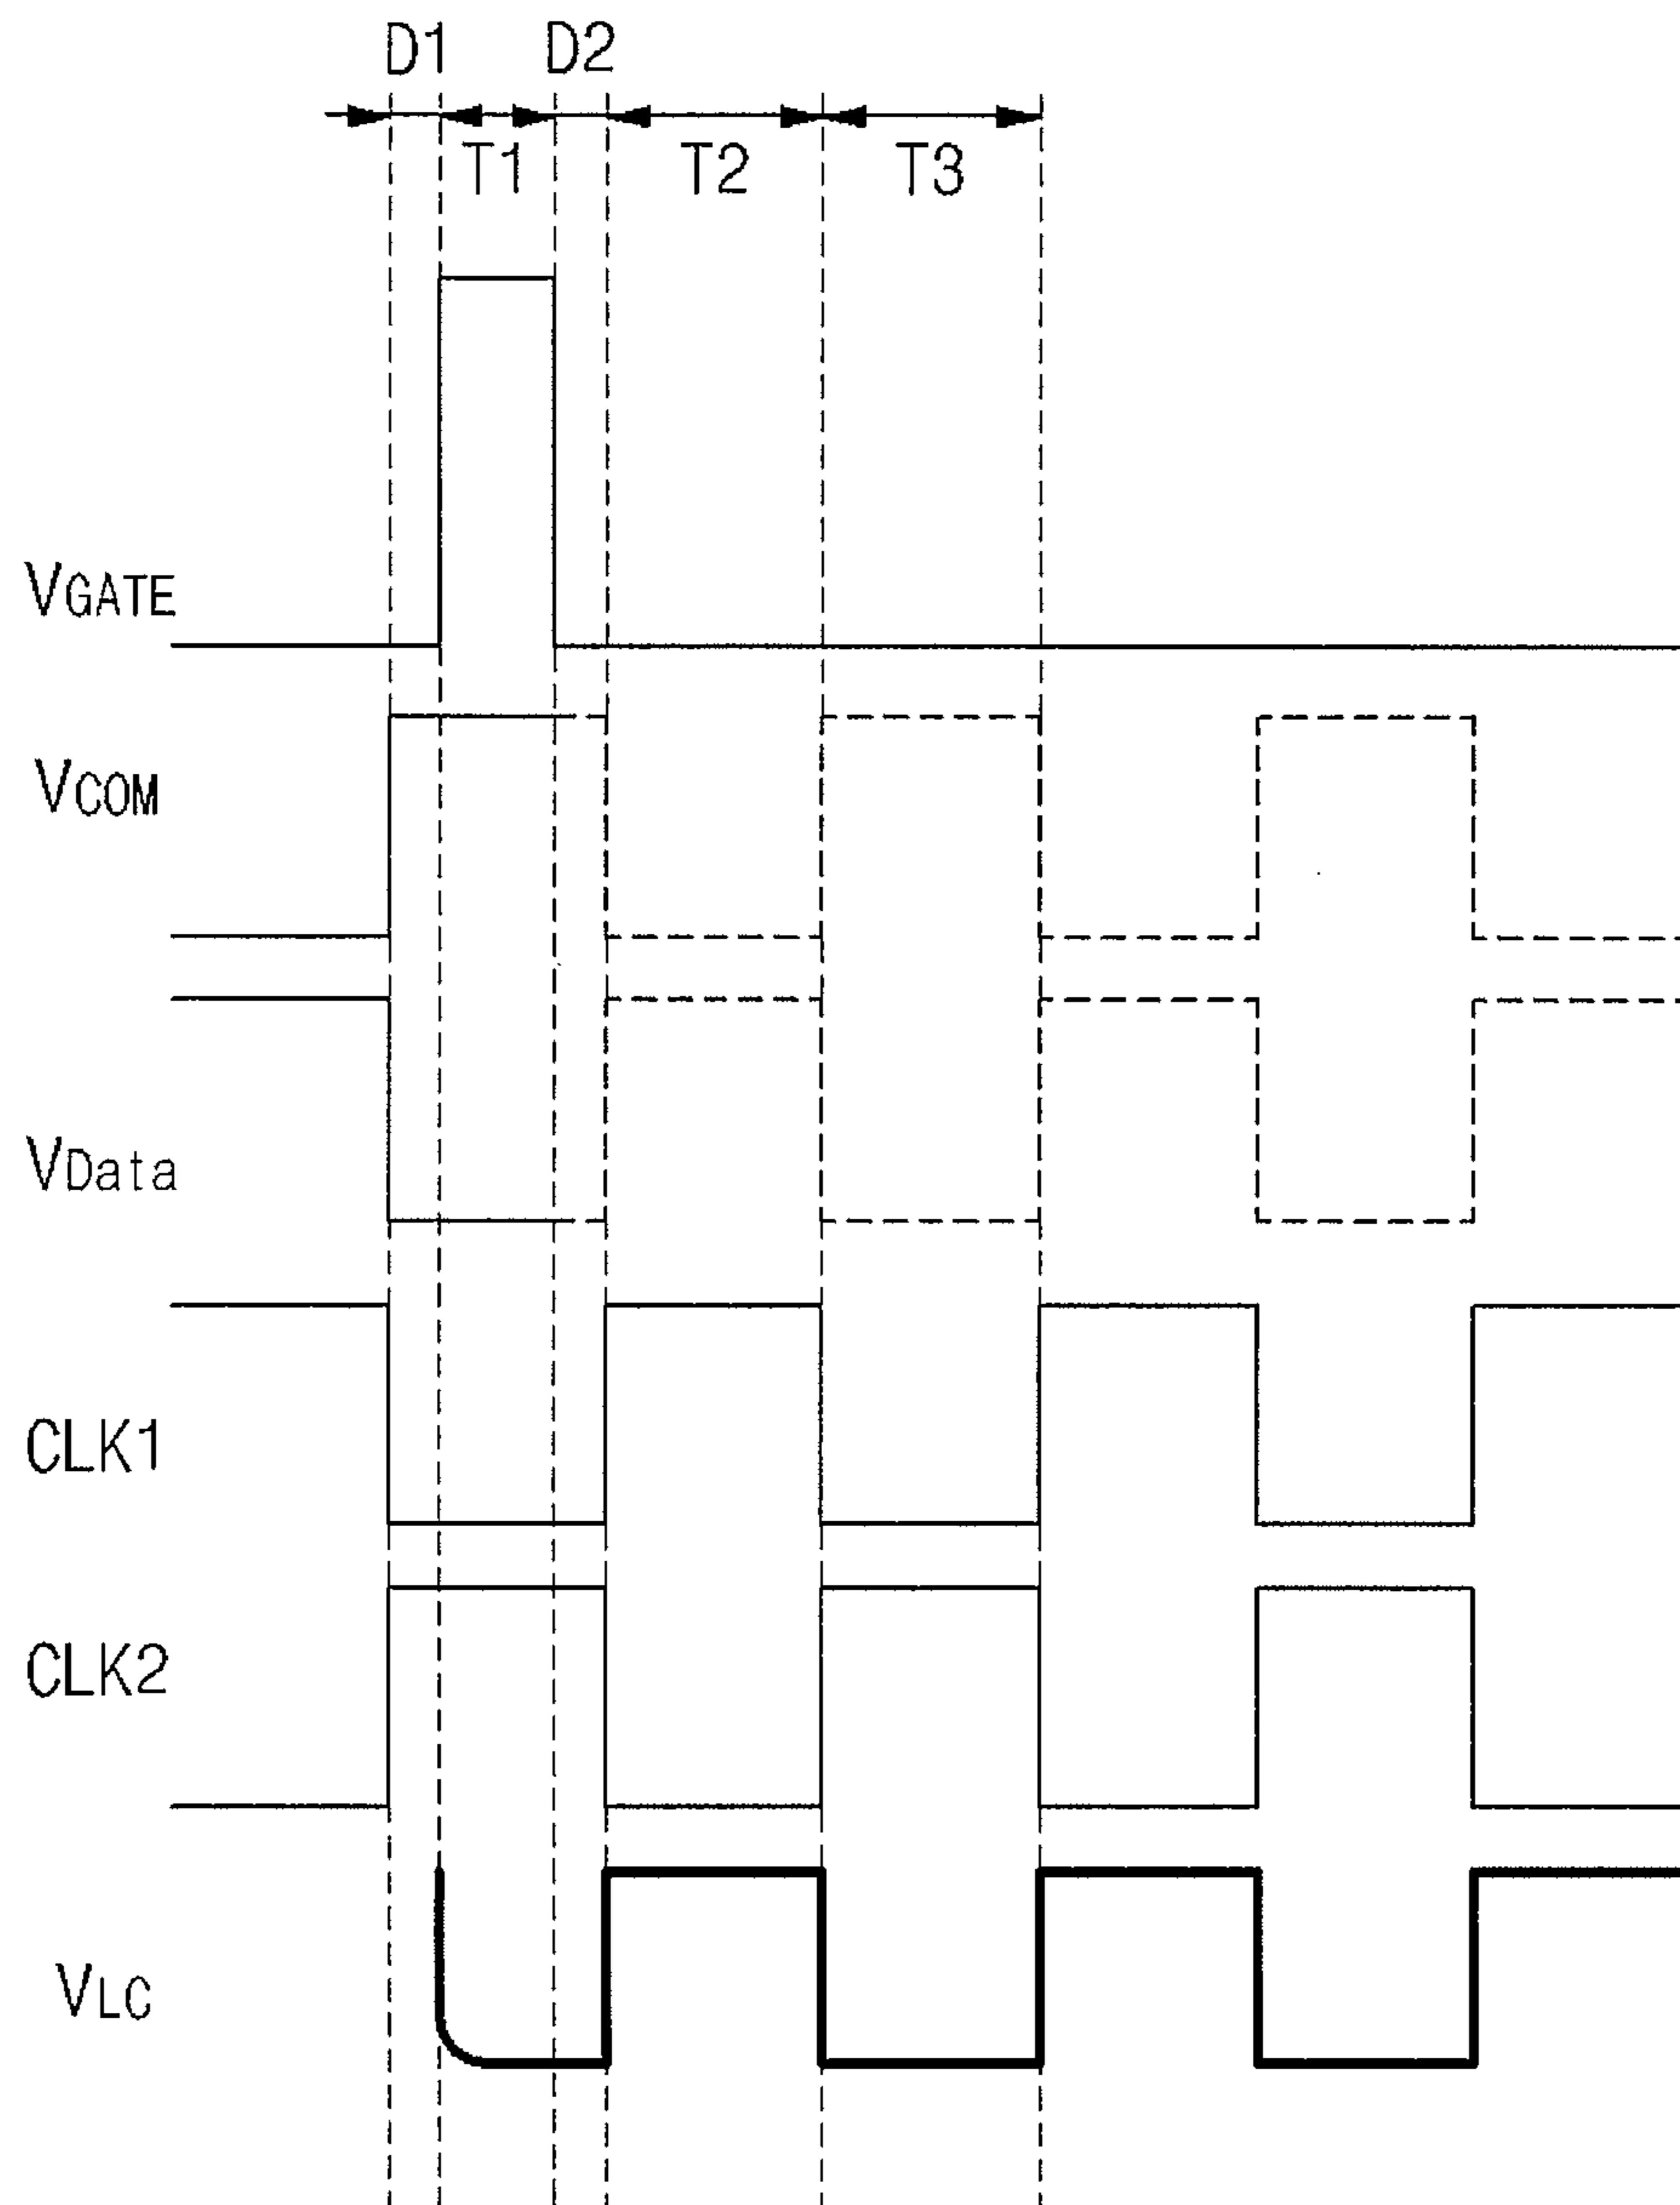 D1 D2
T1 T2 T3
VGATE
VCOM
VData
CLK1
CLK2
VLC